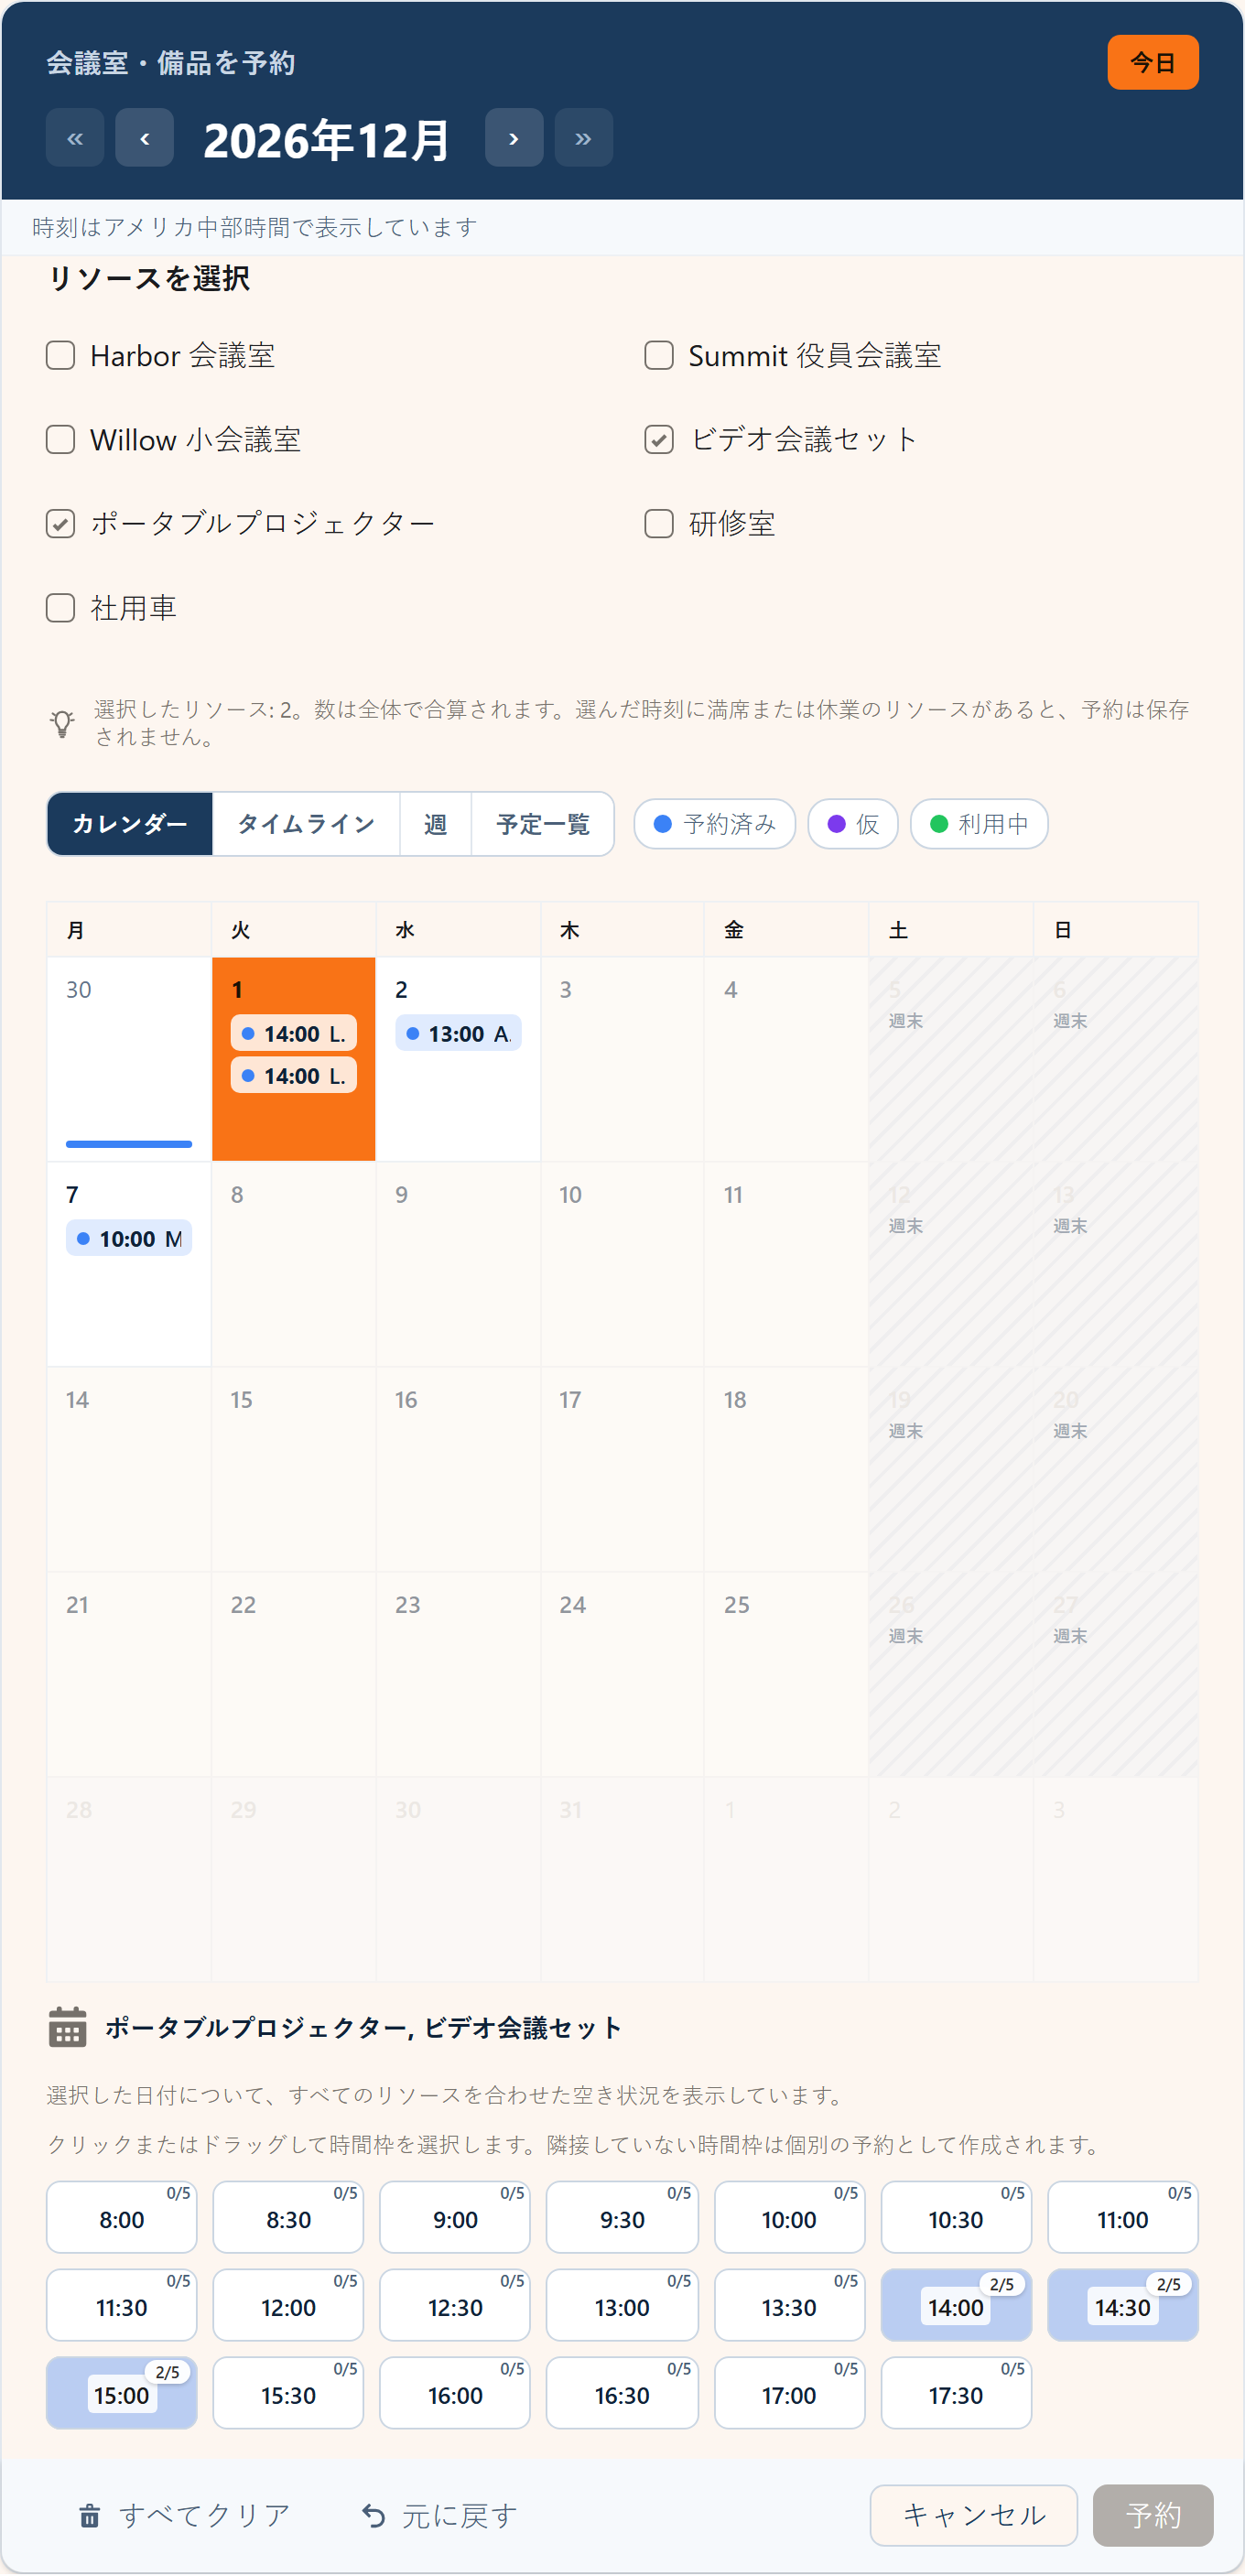 会議室・備品を予約
今日
« ‹ 2026年12月 › »
時刻はアメリカ中部時間で表示しています
リソースを選択
Harbor 会議室
Summit 役員会議室
Willow 小会議室
ビデオ会議セット
ポータブルプロジェクター
研修室
社用車
選択したリソース: 2。数は全体で合算されます。選んだ時刻に満席または休業のリソースがあると、予約は保存
されません。
カレンダー タイムライン 週 予定一覧 予約済み 仮 利用中
月 火 水 木 金 土 日
30 1 2 3 4 5 6
週末 週末
14:00 L. 13:00 A.
14:00 L.
7 8 9 10 11 12 13
週末 週末
10:00 M
14 15 16 17 18 19 20
週末 週末
21 22 23 24 25 26 27
週末 週末
28 29 30 31 1 2 3
ポータブルプロジェクター, ビデオ会議セット
選択した日付について、すべてのリソースを合わせた空き状況を表示しています。
クリックまたはドラッグして時間枠を選択します。隣接していない時間枠は個別の予約として作成されます。
0/5 0/5 0/5 0/5 0/5 0/5 0/5
8:00 8:30 9:00 9:30 10:00 10:30 11:00
0/5 0/5 0/5 0/5 0/5 2/5 2/5
11:30 12:00 12:30 13:00 13:30 14:00 14:30
2/5 0/5 0/5 0/5 0/5 0/5
15:00 15:30 16:00 16:30 17:00 17:30
すべてクリア 元に戻す キャンセル 予約